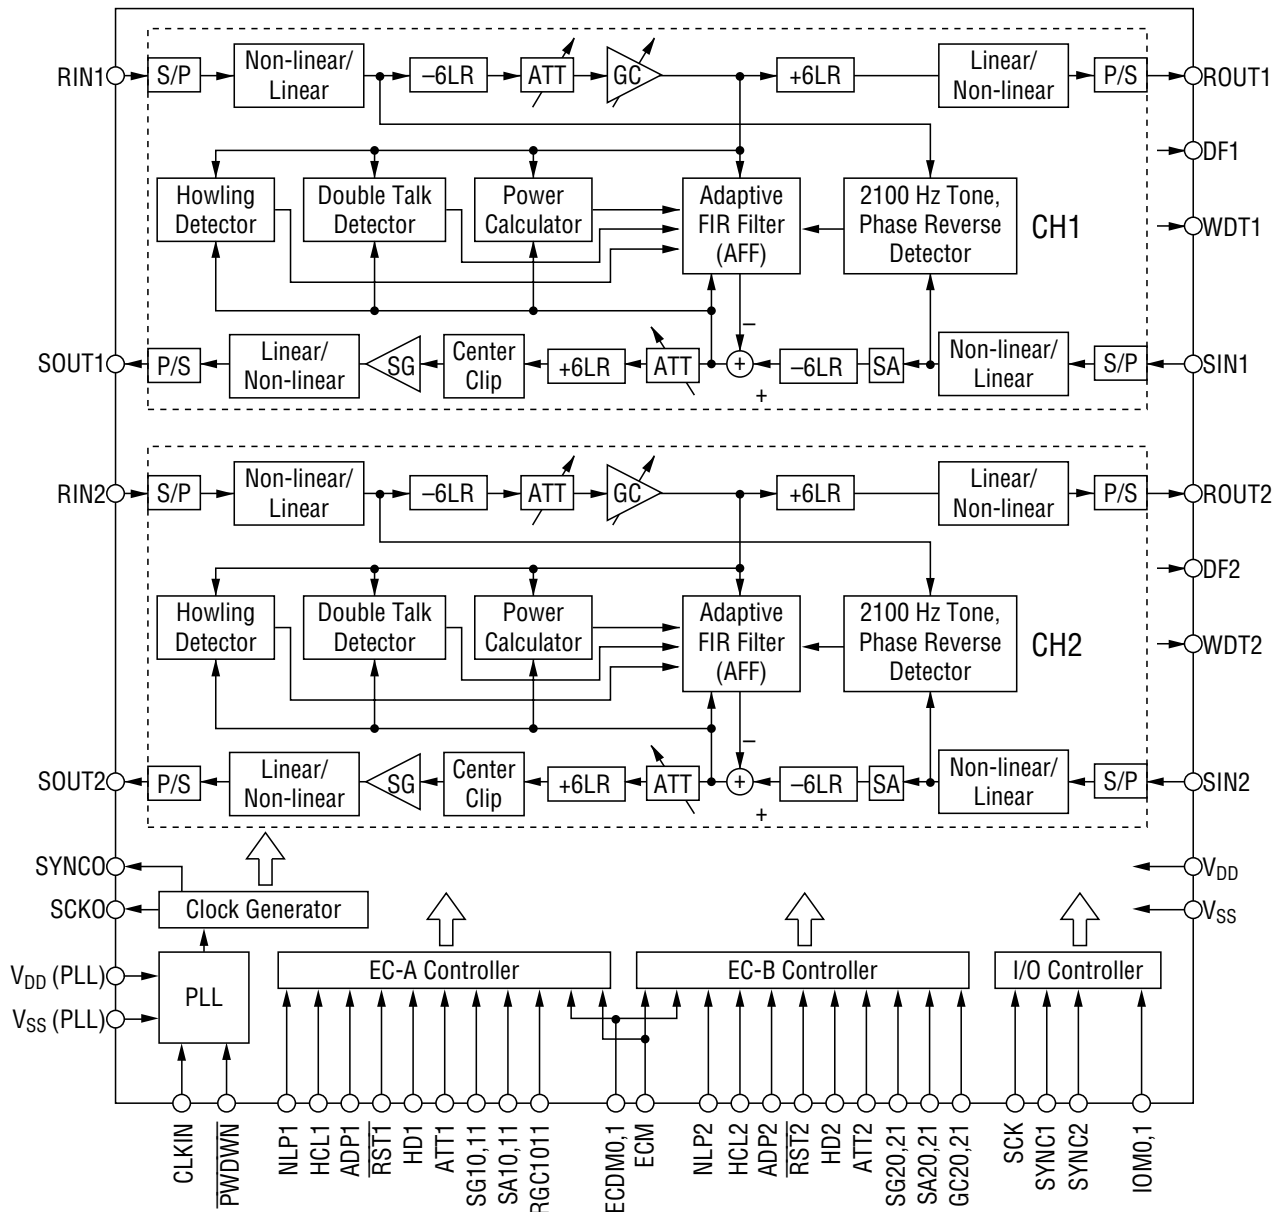 RIN1 S/P Non-linear/ Linear –6LR ATT GC +6LR Linear/ Non-linear P/S ROUT1
DF1
Howling Detector Double Talk Detector Power Calculator Adaptive FIR Filter (AFF) 2100 Hz Tone, Phase Reverse Detector CH1 WDT1
–
SOUT1 P/S Linear/ Non-linear SG Center Clip +6LR ATT + –6LR SA Non-linear/ Linear S/P SIN1
+
RIN2 S/P Non-linear/ Linear –6LR ATT GC +6LR Linear/ Non-linear P/S ROUT2
DF2
Howling Detector Double Talk Detector Power Calculator Adaptive FIR Filter (AFF) 2100 Hz Tone, Phase Reverse Detector CH2 WDT2
–
SOUT2 P/S Linear/ Non-linear SG Center Clip +6LR ATT + –6LR SA Non-linear/ Linear S/P SIN2
+
SYNCO VDD
SCKO Clock Generator VSS
VDD (PLL) PLL EC-A Controller EC-B Controller I/O Controller
VSS (PLL)
CLKIN
PWDWN
NLP1
HCL1
ADP1
RST1
HD1
ATT1
SG10,11
SA10,11
RGC1011
ECDM0,1
ECM
NLP2
HCL2
ADP2
RST2
HD2
ATT2
SG20,21
SA20,21
GC20,21
SCK
SYNC1
SYNC2
IOM0,1